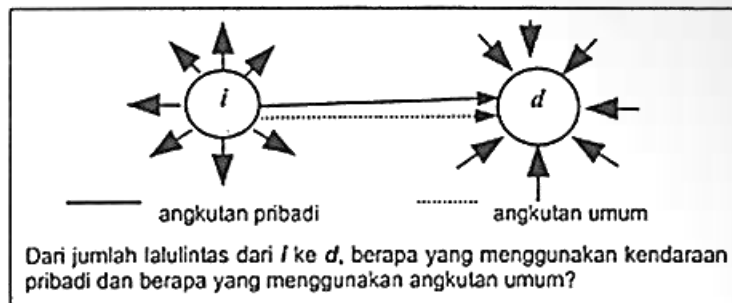 i d
angkutan pribadi angkutan umum
Dari jumlah lalulintas dari i ke d, berapa yang menggunakan kendaraan
pribadi dan berapa yang menggunakan angkutan umum?